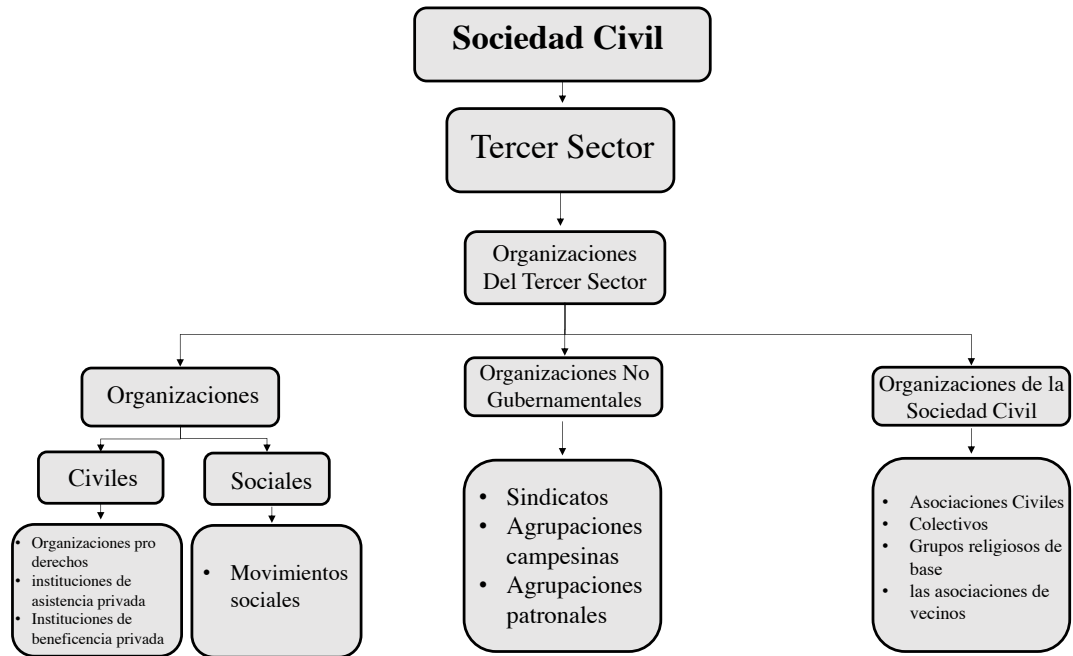 Sociedad Civil
Tercer Sector
Organizaciones
Del Tercer Sector
Organizaciones
Organizaciones No
Gubernamentales
Organizaciones de la
Sociedad Civil
Civiles
Sociales
• Organizaciones pro
derechos
• instituciones de
asistencia privada
• Instituciones de
beneficencia privada
• Movimientos
sociales
• Sindicatos
• Agrupaciones
campesinas
• Agrupaciones
patronales
• Asociaciones Civiles
• Colectivos
• Grupos religiosos de
base
• las asociaciones de
vecinos